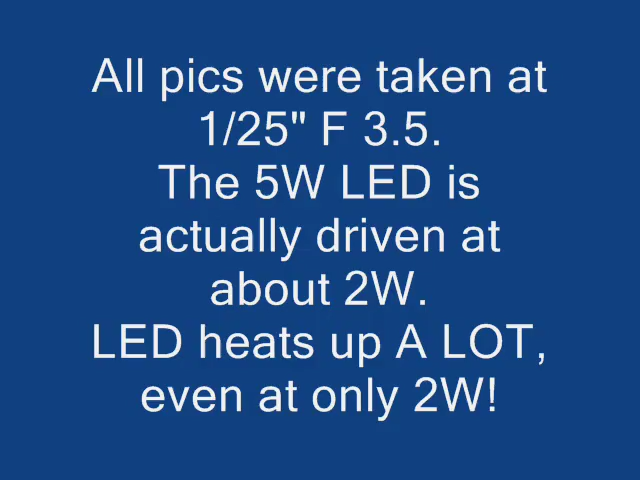 All pics were taken at
1/25" F 3.5.
The 5W LED is
actually driven at
about 2W.
LED heats up A LOT,
even at only 2W!